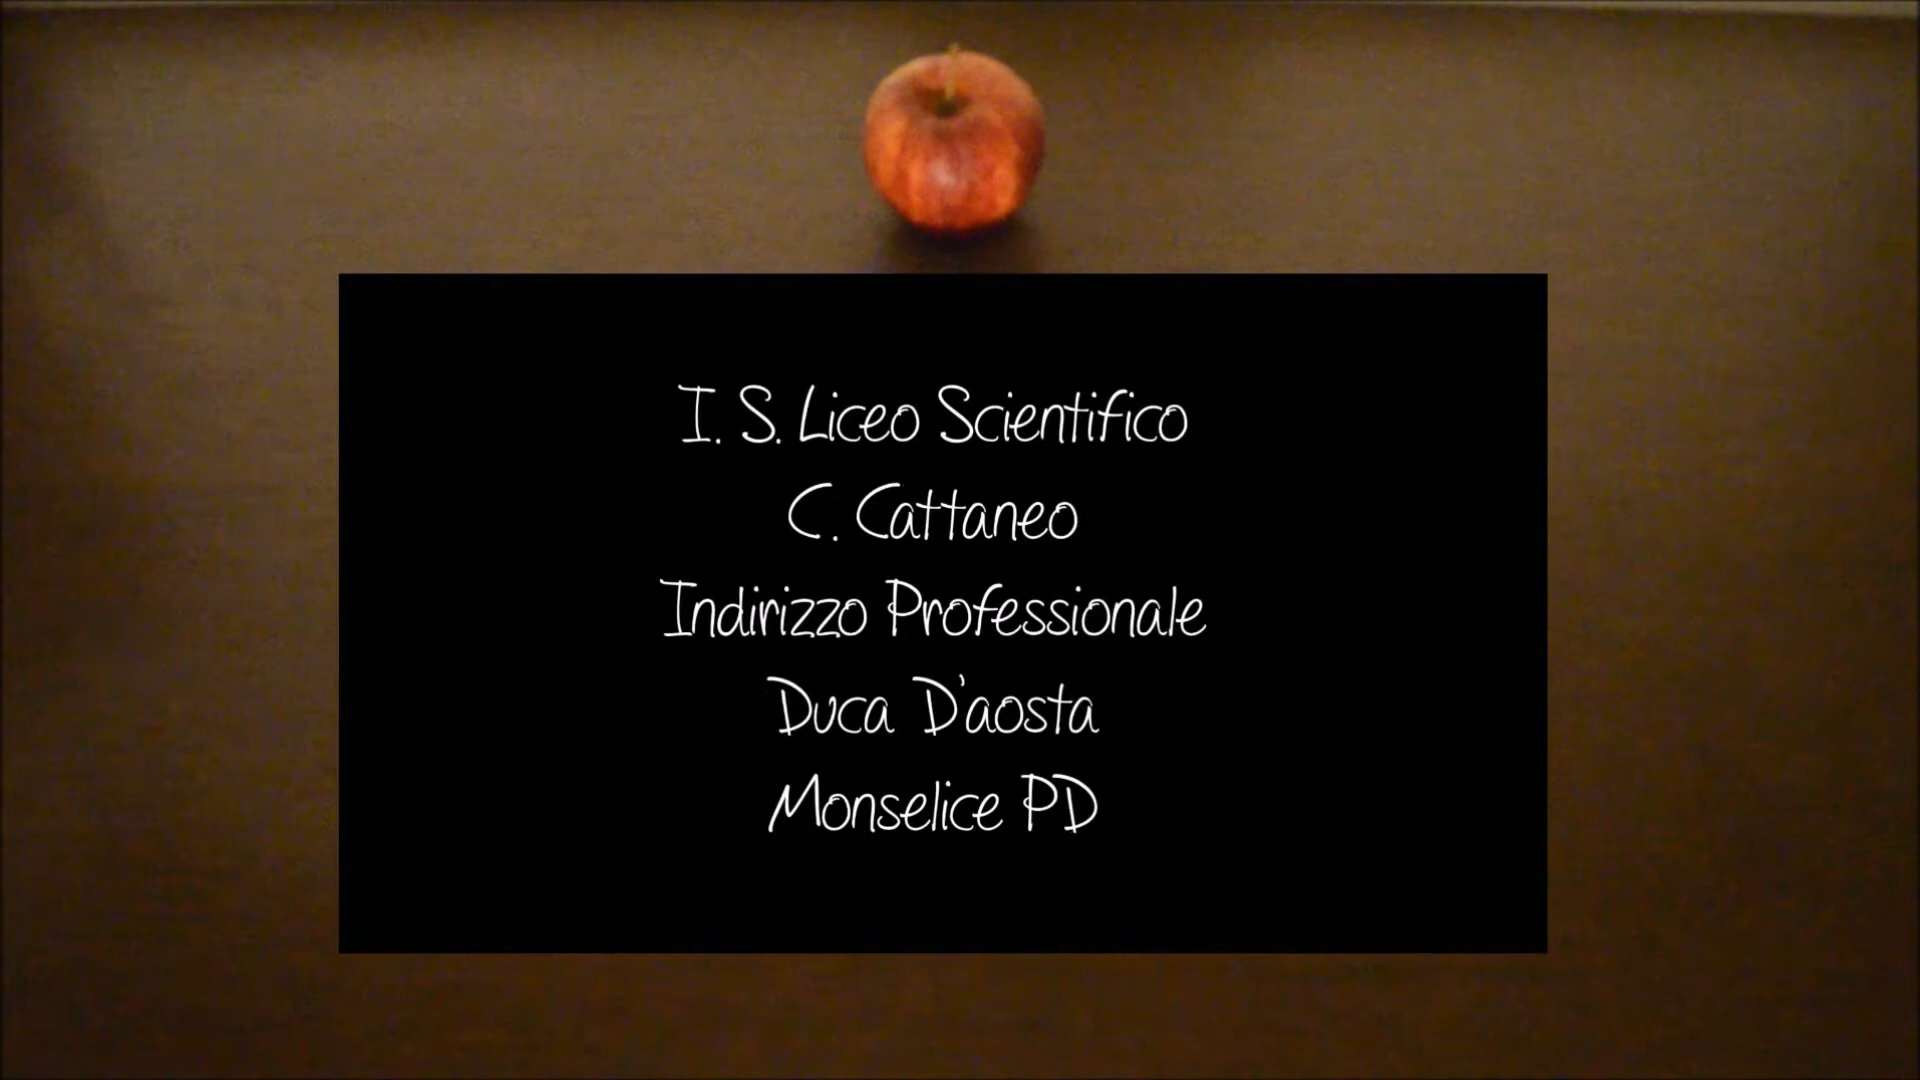 I. S. Liceo Scientifico
C. Cattaneo
Indirizzo Professionale
Duca D'aosta
Monselice PD